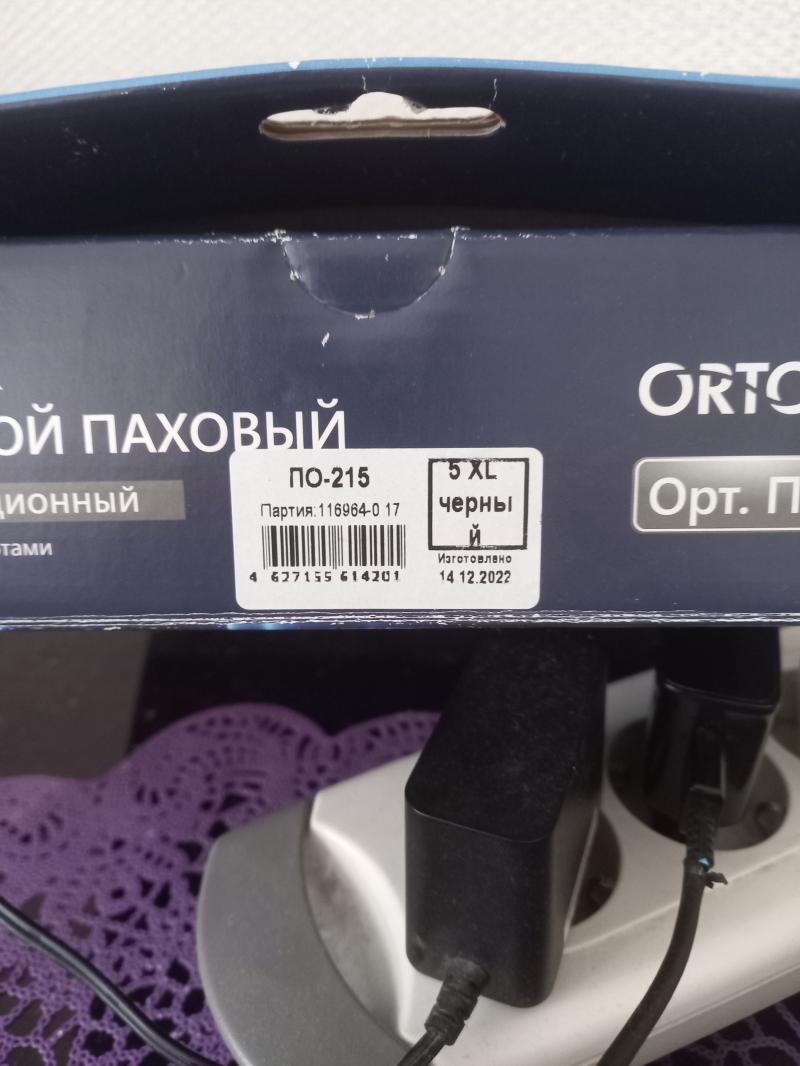 ОЙ ПАХОВЫЙ
ционный
тами
ORTO
Орт. П
ПО-215
Партия:116964-0 17
4 627155 614201
5 XL
черны
й
Изготовлено
14.12.2022